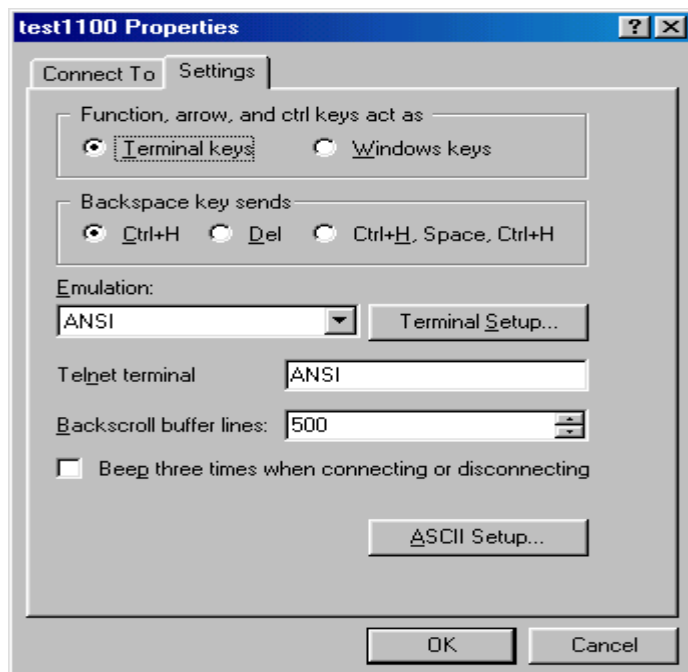 test1100 Properties
Connect To
Settings
Function, arrow, and ctrl keys act as
Terminal keys
Windows keys
Backspace key sends
Ctrl+H
Del
Ctrl+H, Space, Ctrl+H
Emulation:
ANSI
Terminal Setup...
Telnet terminal
ANSI
Backscroll buffer lines:
500
Beep three times when connecting or disconnecting
ASCII Setup...
OK
Cancel